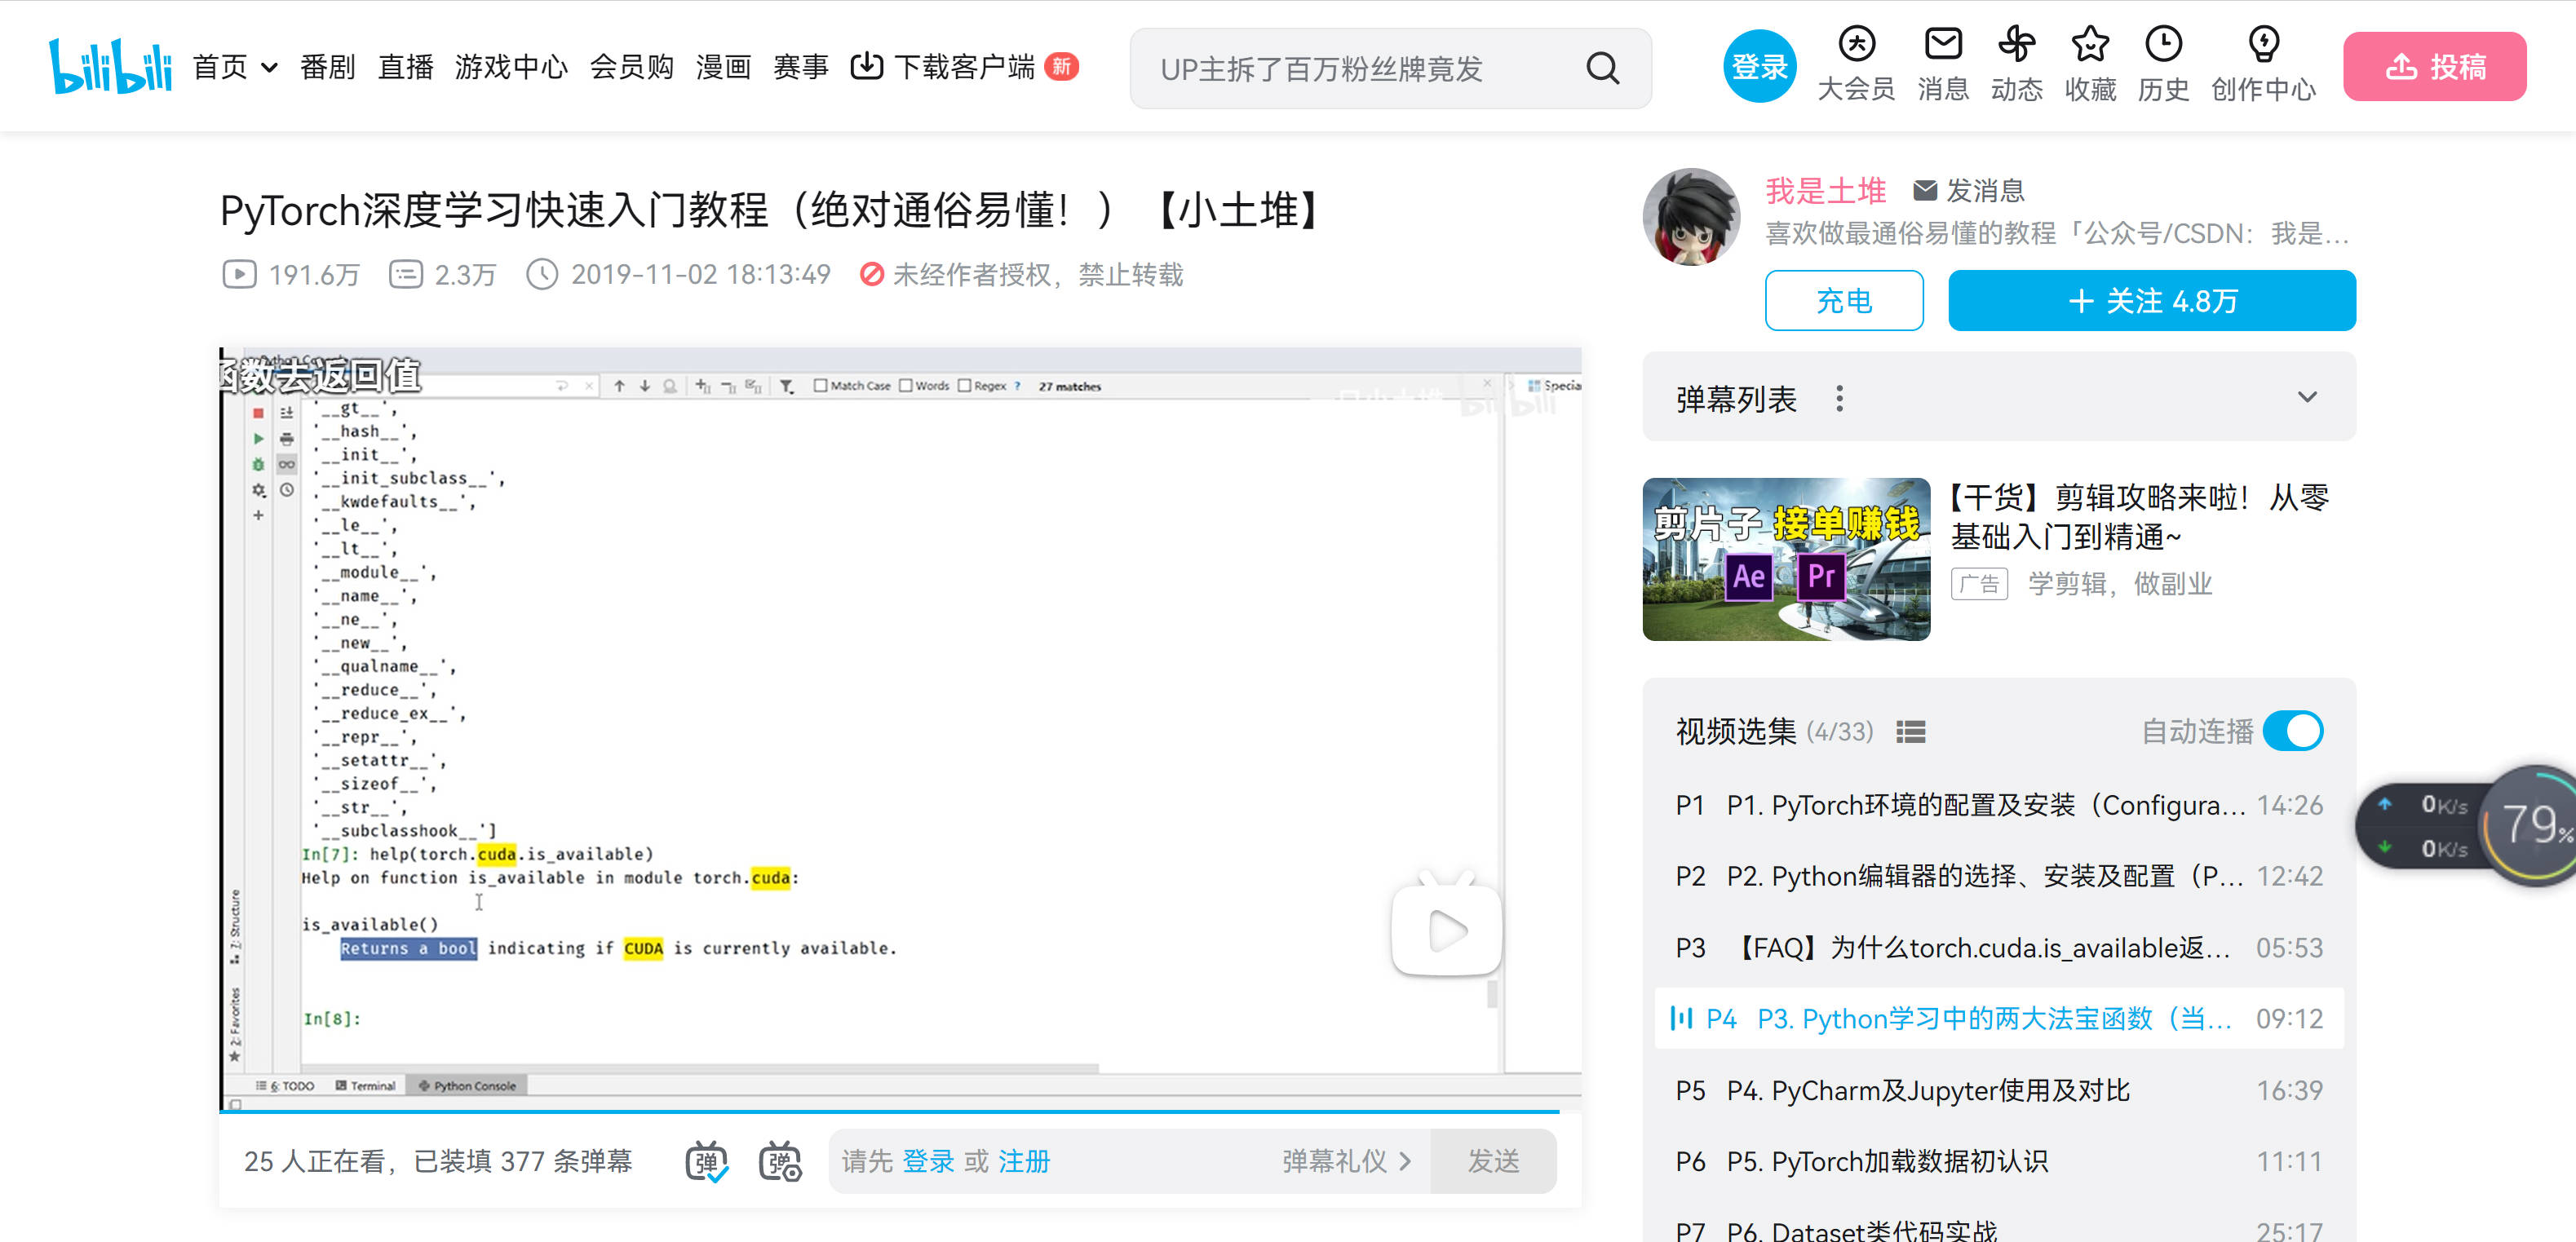 bilibili 首页 番剧 直播 游戏中心 会员购 漫画 赛事 下载客户端 新
UP主拆了百万粉丝牌竟发
登录 大会员 消息 动态 收藏 历史 创作中心 投稿
PyTorch深度学习快速入门教程（绝对通俗易懂！）【小土堆】
191.6万 2.3万 2019-11-02 18:13:49 未经作者授权，禁止转载
函数去返回值
Match Case Words Regex ? 27 matches
Specia
bilibili
'__gt__',
'__hash__',
'__init__',
'__init_subclass__',
'__kwdefaults__',
'__le__',
'__lt__',
'__module__',
'__name__',
'__ne__',
'__new__',
'__qualname__',
'__reduce__',
'__reduce_ex__',
'__repr__',
'__setattr__',
'__sizeof__',
'__str__',
'__subclasshook__']
In[7]: help(torch.cuda.is_available)
Help on function is_available in module torch.cuda:
is_available()
Returns a bool indicating if CUDA is currently available.
In[8]:
7: Structure
2: Favorites
6: TODO Terminal Python Console
25 人正在看，已装填 377 条弹幕
弹 弹
请先 登录 或 注册 弹幕礼仪 发送
我是土堆 发消息
喜欢做最通俗易懂的教程「公众号/CSDN：我是...
充电 + 关注 4.8万
弹幕列表
剪片子 接单赚钱
Ae Pr
【干货】剪辑攻略来啦！从零
基础入门到精通~
广告 学剪辑，做副业
视频选集 (4/33) 自动连播
P1 P1. PyTorch环境的配置及安装（Configura... 14:26
P2 P2. Python编辑器的选择、安装及配置（P... 12:42
P3 【FAQ】为什么torch.cuda.is_available返... 05:53
P4 P3. Python学习中的两大法宝函数（当... 09:12
P5 P4. PyCharm及Jupyter使用及对比 16:39
P6 P5. PyTorch加载数据初认识 11:11
P7 P6. Dataset类代码实战 25:17
0K/s
0K/s
79%